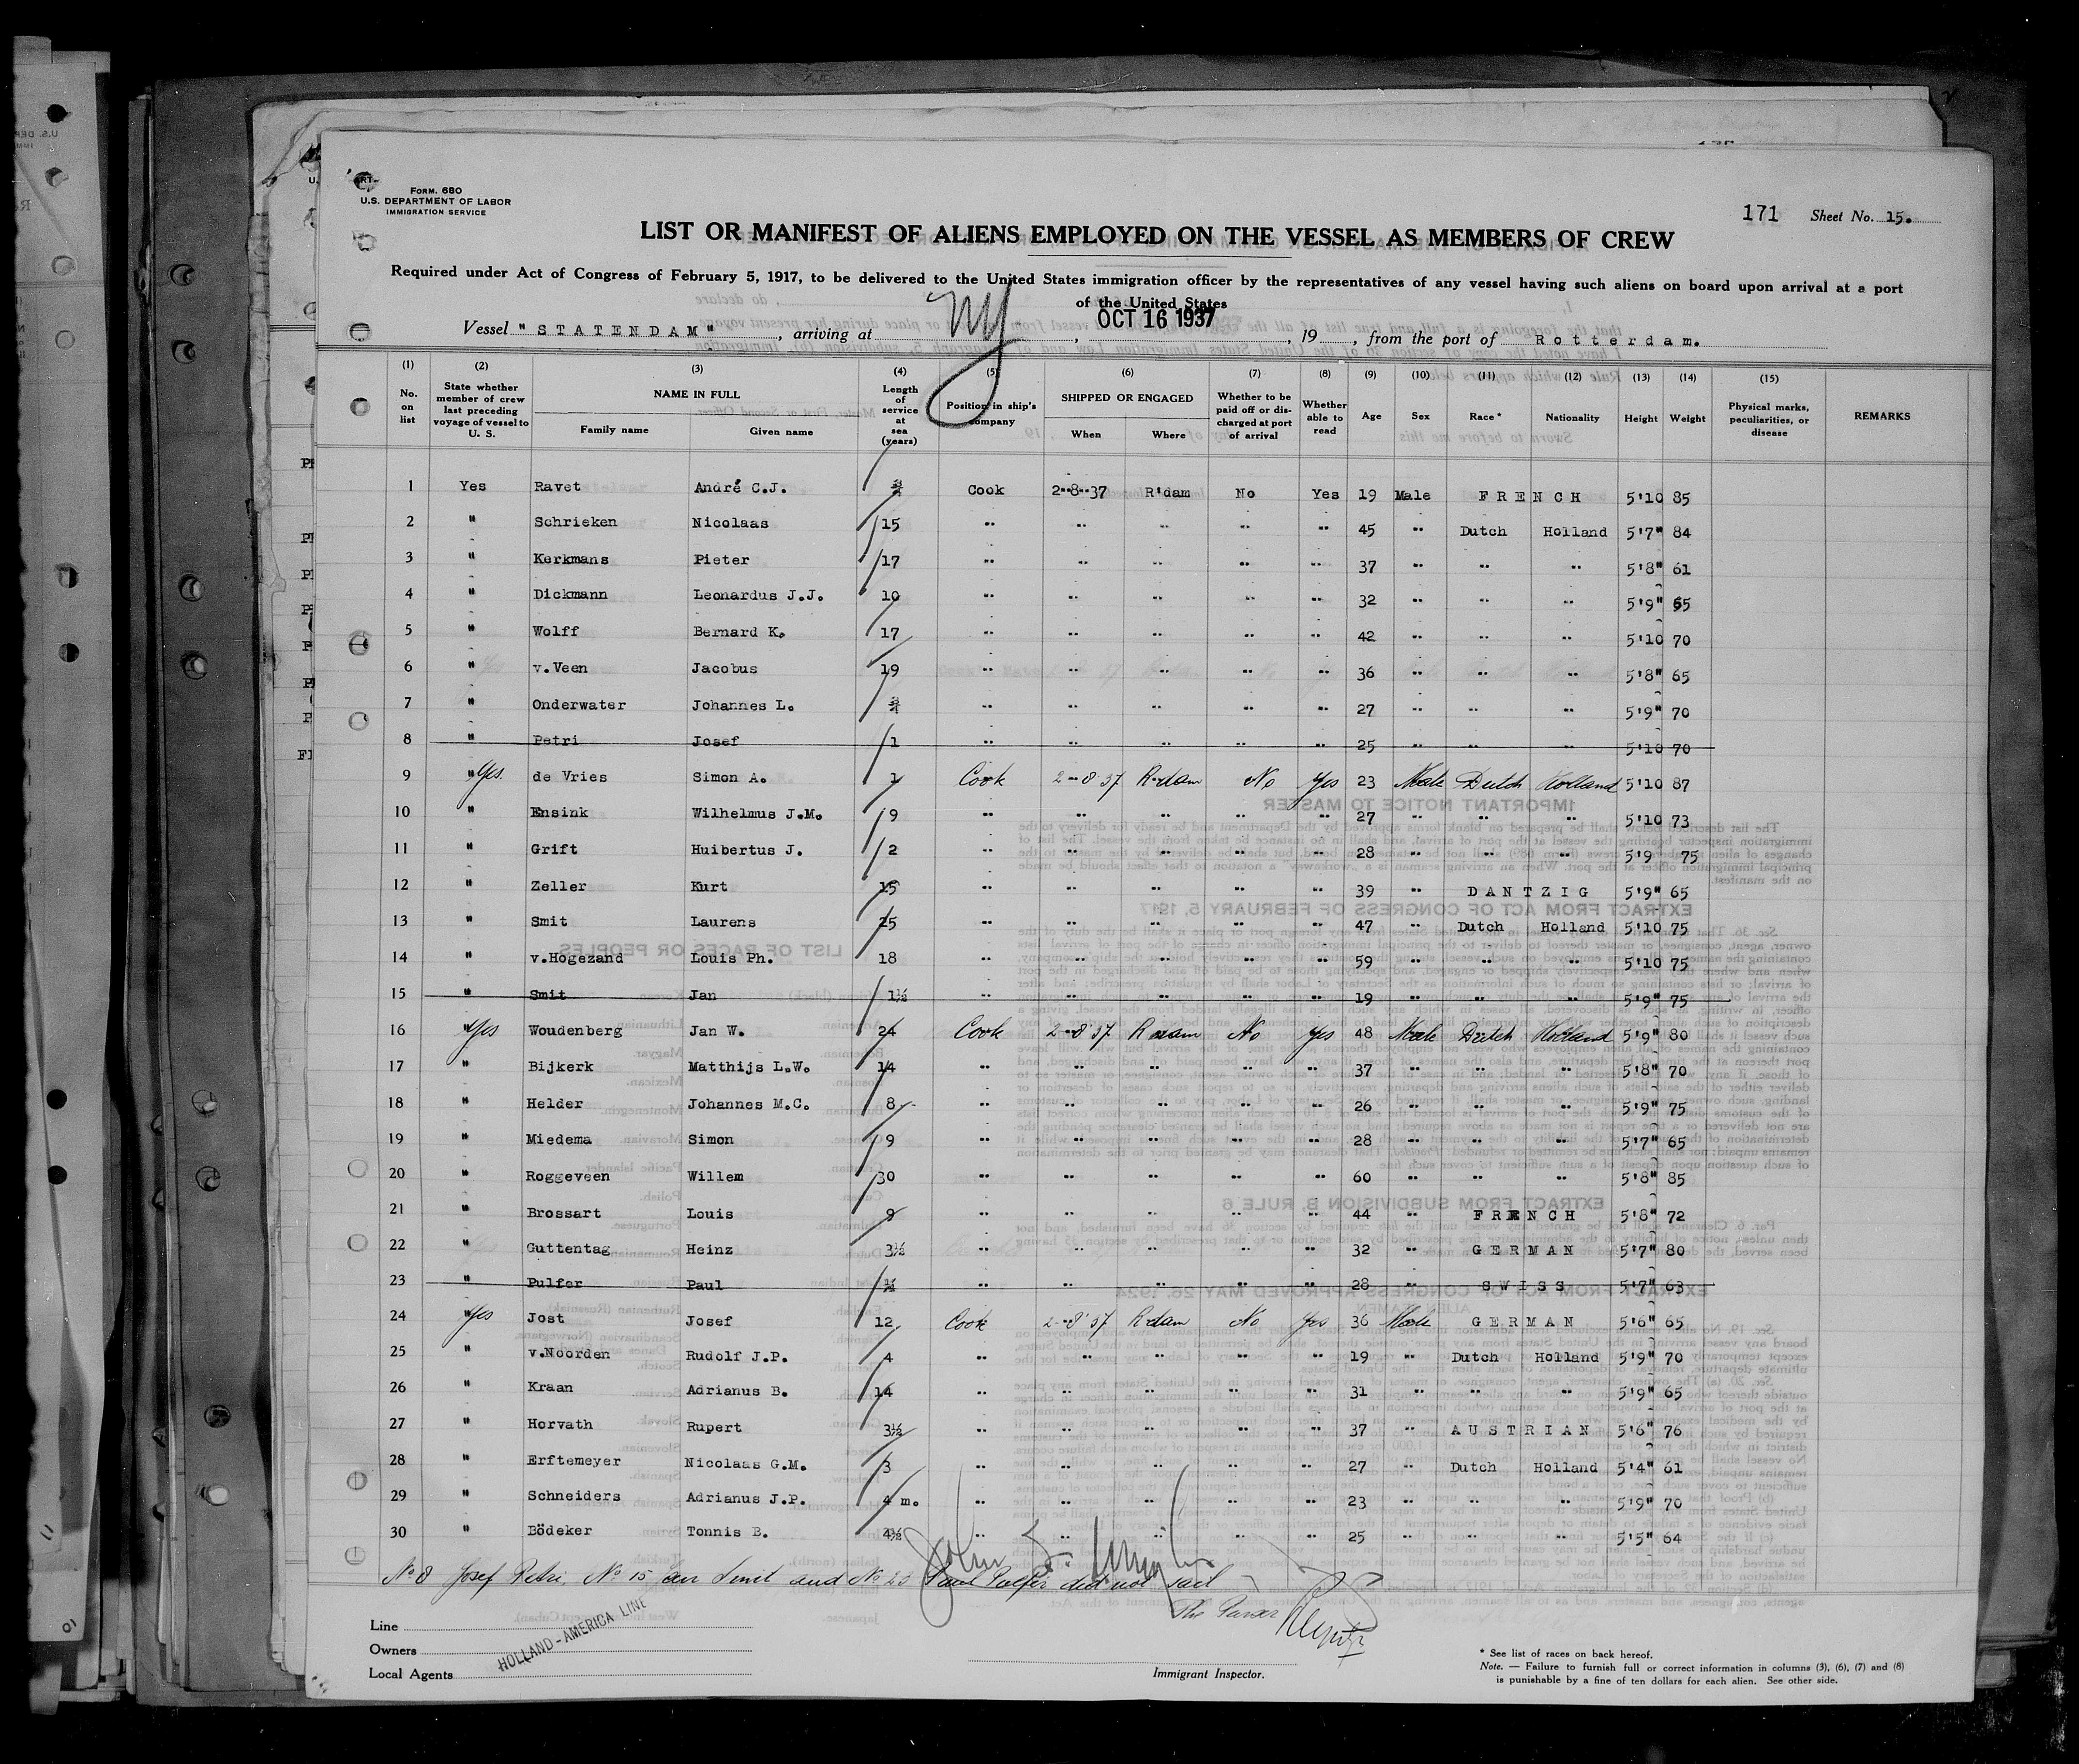 Form. 680
U.S. DEPARTMENT OF LABOR
IMMIGRATION SERVICE
171 Sheet No. 15.
LIST OR MANIFEST OF ALIENS EMPLOYED ON THE VESSEL AS MEMBERS OF CREW
Required under Act of Congress of February 5, 1917, to be delivered to the United States immigration officer by the representatives of any vessel having such aliens on board upon arrival at a port
of the United States
Vessel "STATENDAM", arriving at NY, OCT 16 1937, 19 , from the port of Rotterdam.
(1) (2) (3) (4) (5) (6) (7) (8) (9) (10) (11) (12) (13) (14) (15)
No. on list State whether member of crew last preceding voyage of vessel to U. S. NAME IN FULL Family name Given name Length of service at sea (years) Position in ship's company SHIPPED OR ENGAGED When Where Whether to be paid off or discharged at port of arrival Whether able to read Age Sex Race* Nationality Height Weight Physical marks, peculiarities, or disease REMARKS
1 Yes Ravet André C.J. Cook 2-8-37 R'dam No Yes 19 Male FRENCH 5'10 85
2 " Schrieken Nicolaas 15 " " " " " 45 " Dutch Holland 5'7" 84
3 " Kerkmans Pieter 17 " " " " " 37 " " " 5'8" 61
4 " Dickmann Leonardus J.J. 10 " " " " " 32 " " " 5'9" 65
5 " Wolff Bernard K. 17 " " " " " 42 " " " 5'10 70
6 " v.Veen Jacobus 19 " " " " " 36 " " " 5'8" 65
7 " Onderwater Johannes L. " " " " " 27 " " " 5'9" 70
8 " Petri Josef 1 " " " " " 25 " " " 5'10 70
9 " Yes. de Vries Simon A. 1 Cook 2-8 37 R-dam No Yes 23 Male Dutch Holland 5'10 87
10 " Ensink Wilhelmus J.M. 9 " " " " " 27 " " " 5'10 73
11 " Grift Huibertus J. 2 " " " " " 28 " " " 5'9 75
12 " Zeller Kurt 15 " " " " " 39 " DANTZIG 5'9" 65
13 " Smit Laurens 25 " " " " " 47 " Dutch Holland 5'10 75
14 " v.Hogezand Louis Ph. 18 " " " " " 59 " " " 5'10 75
15 " Smit Jan 1½ " " " " " 19 " " " 5'9" 75
16 " Yes Woudenberg Jan W. 24 Cook 2-8 37 R-dam No Yes 48 Male Dutch Holland 5'9" 80
17 " Bijkerk Matthijs L.W. 14 " " " " " 37 " " " 5'8" 70
18 " Helder Johannes M.C. 8 " " " " " 26 " " " 5'9" 75
19 " Miedema Simon 9 " " " " " 28 " " " 5'7" 65
20 " Roggeveen Willem 30 " " " " " 60 " " " 5'8" 85
21 " Brossart Louis 9 " " " " " 44 " FRENCH 5'8" 72
22 " Guttentag Heinz 3½ " " " " " 32 " GERMAN 5'7" 80
23 " Pulfer Paul ½ " " " " " 28 " SWISS 5'7" 63
24 " Yes Jost Josef 12 Cook 2-8 37 R-dam No Yes 36 Male GERMAN 5'6" 65
25 " v.Noorden Rudolf J.P. 4 " " " " " 19 " Dutch Holland 5'9" 70
26 " Kraan Adrianus B. 14 " " " " " 31 " " " 5'9" 65
27 " Horvath Rupert 3½ " " " " " 37 " AUSTRIAN 5'6" 76
28 " Erftemeyer Nicolaas G.M. 3 " " " " " 27 " Dutch Holland 5'4" 61
29 " Schneiders Adrianus J.P. 4 m. " " " " " 23 " " " 5'9" 70
30 " Bödeker Tonnis B. 4½ " " " " " 25 " " " 5'5" 64
No 8 Josef Petri, No 15 Jan Smit and No 23 Paul Pulfer did not sail
The Purser
Line
Owners
Local Agents
HOLLAND-AMERICA LINE
Immigrant Inspector.
* See list of races on back hereof.
Note. — Failure to furnish full or correct information in columns (3), (6), (7) and (8)
is punishable by a fine of ten dollars for each alien. See other side.